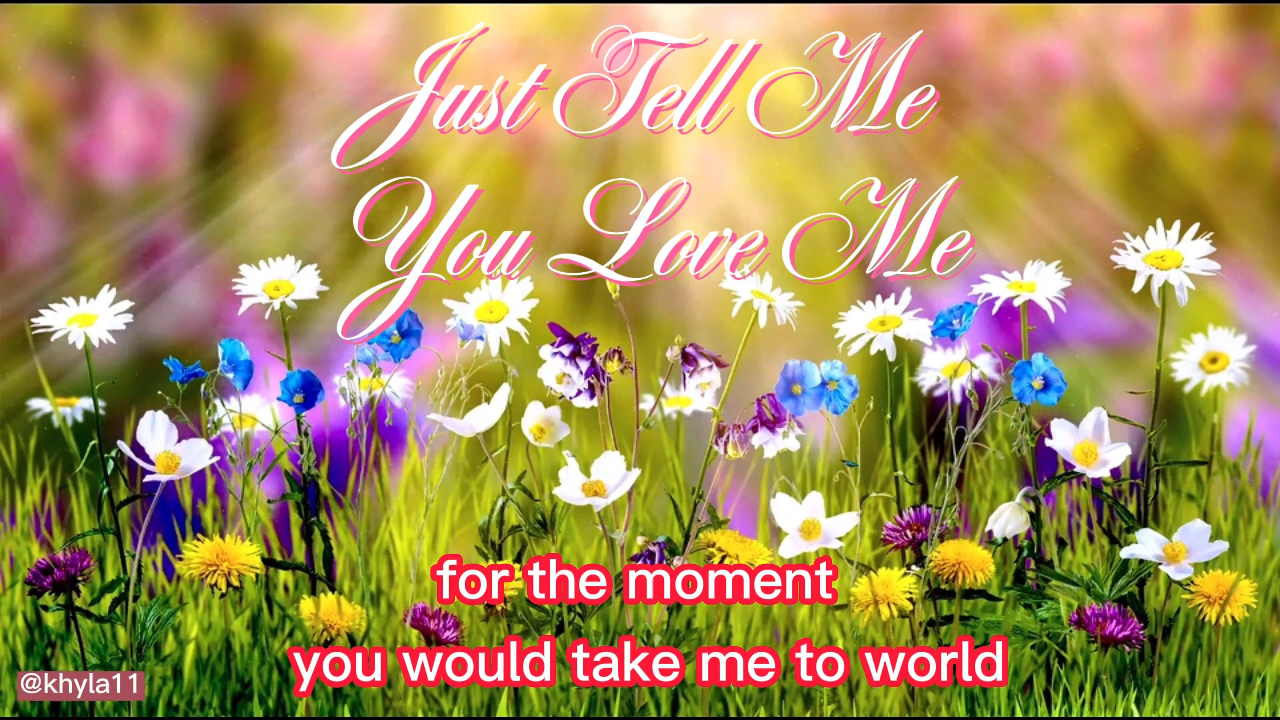 Just Tell Me
You Love Me
for the moment
you would take me to world
@khyla11